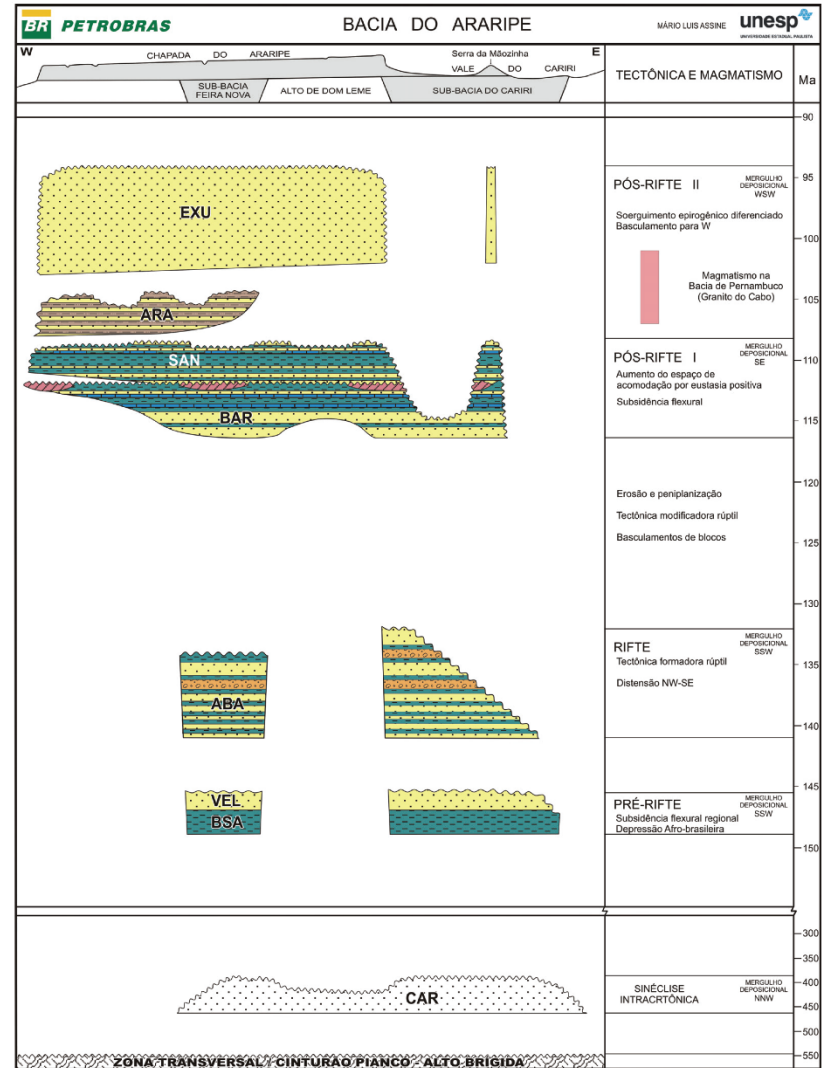 BR PETROBRAS
BACIA DO ARARIPE
MÁRIO LUIS ASSINE
unesp
UNIVERSIDADE ESTADUAL PAULISTA
W
E
CHAPADA DO ARARIPE
Serra da Mãozinha
VALE DO CARIRI
SUB-BACIA
FEIRA NOVA
ALTO DE DOM LEME
SUB-BACIA DO CARIRI
TECTÔNICA E MAGMATISMO
Ma
90
EXU
PÓS-RIFTE II
MERGULHO
DEPOSICIONAL
WSW
95
Soerguimento epirogênico diferenciado
Basculamento para W
100
Magmatismo na
Bacia de Pernambuco
(Granito do Cabo)
105
ARA
SAN
BAR
PÓS-RIFTE I
MERGULHO
DEPOSICIONAL
SE
110
Aumento do espaço de
acomodação por eustasia positiva
Subsidência flexural
115
120
Erosão e peniplanização
Tectônica modificadora rúptil
125
Basculamentos de blocos
130
ABA
RIFTE
MERGULHO
DEPOSICIONAL
SSW
Tectônica formadora rúptil
135
Distensão NW-SE
140
145
VEL
BSA
PRÉ-RIFTE
MERGULHO
DEPOSICIONAL
SSW
Subsidência flexural regional
Depressão Afro-brasileira
150
300
350
CAR
SINÉCLISE
INTRACRTÔNICA
MERGULHO
DEPOSICIONAL
NNW
400
450
500
ZONA TRANSVERSAL / CINTURÃO PIANCÓ - ALTO BRIGIDA
550